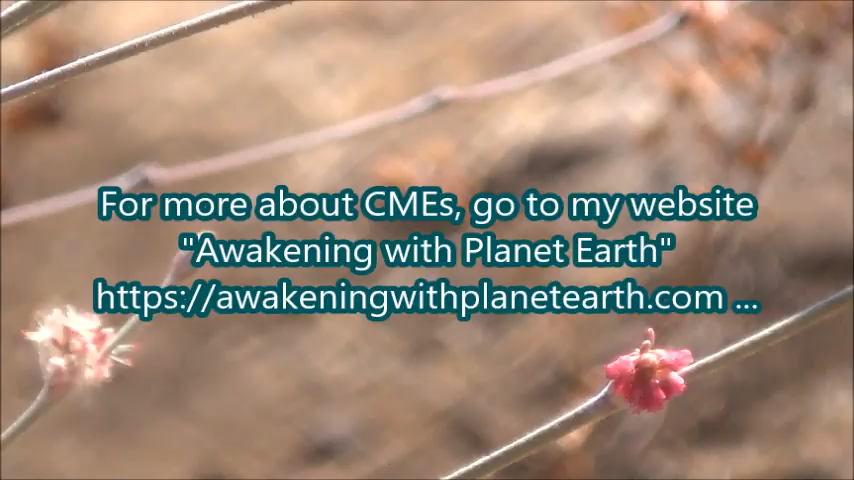 For more about CMEs, go to my website
"Awakening with Planet Earth"
https://awakeningwithplanetearth.com ...